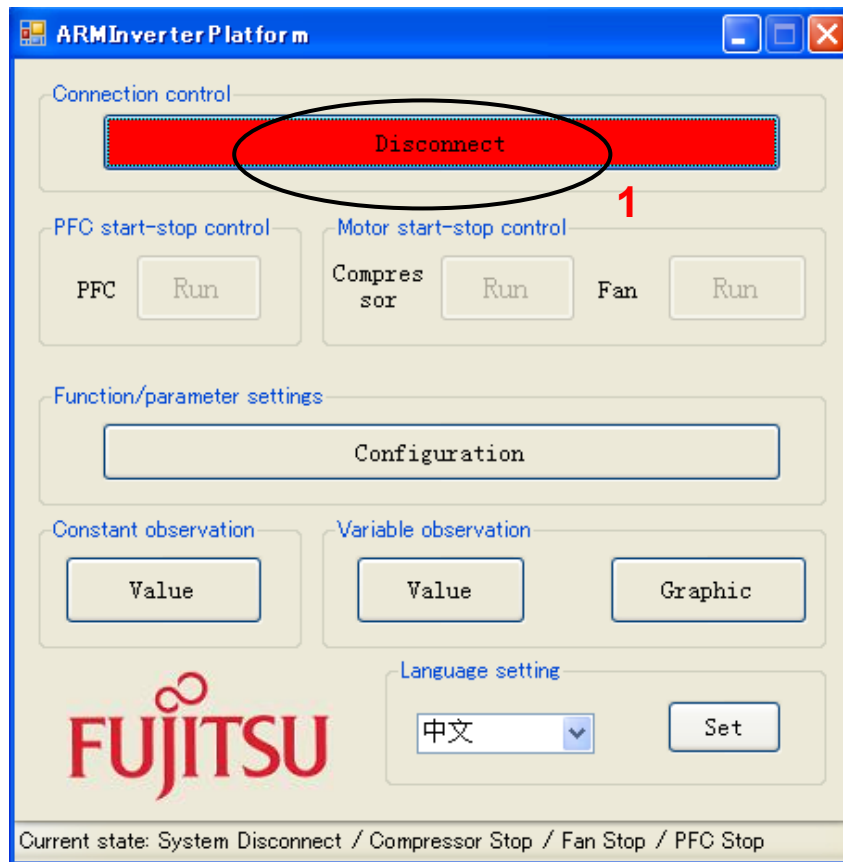 ARMInverterPlatform
Connection control
Disconnect
1
PFC start-stop control
Motor start-stop control
PFC
Run
Compres
sor
Run
Fan
Run
Function/parameter settings
Configuration
Constant observation
Variable observation
Value
Value
Graphic
Language setting
FUJITSU
中文
Set
Current state: System Disconnect / Compressor Stop / Fan Stop / PFC Stop